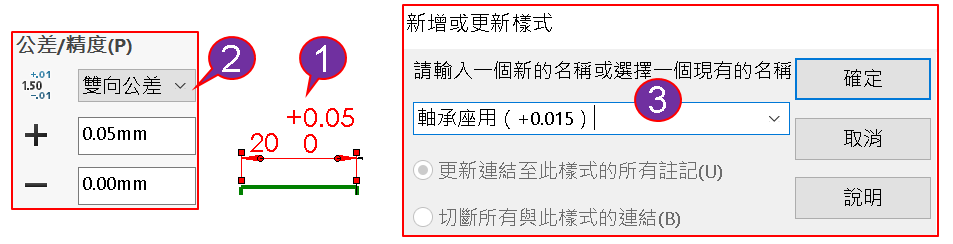 公差/精度(P)
+.01
1.50
-.01
雙向公差
+
0.05mm
−
0.00mm
2
1
+0.05
20 0
新增或更新樣式
請輸入一個新的名稱或選擇一個現有的名稱
3
軸承座用（+0.015）
更新連結至此樣式的所有註記(U)
切斷所有與此樣式的連結(B)
確定
取消
說明